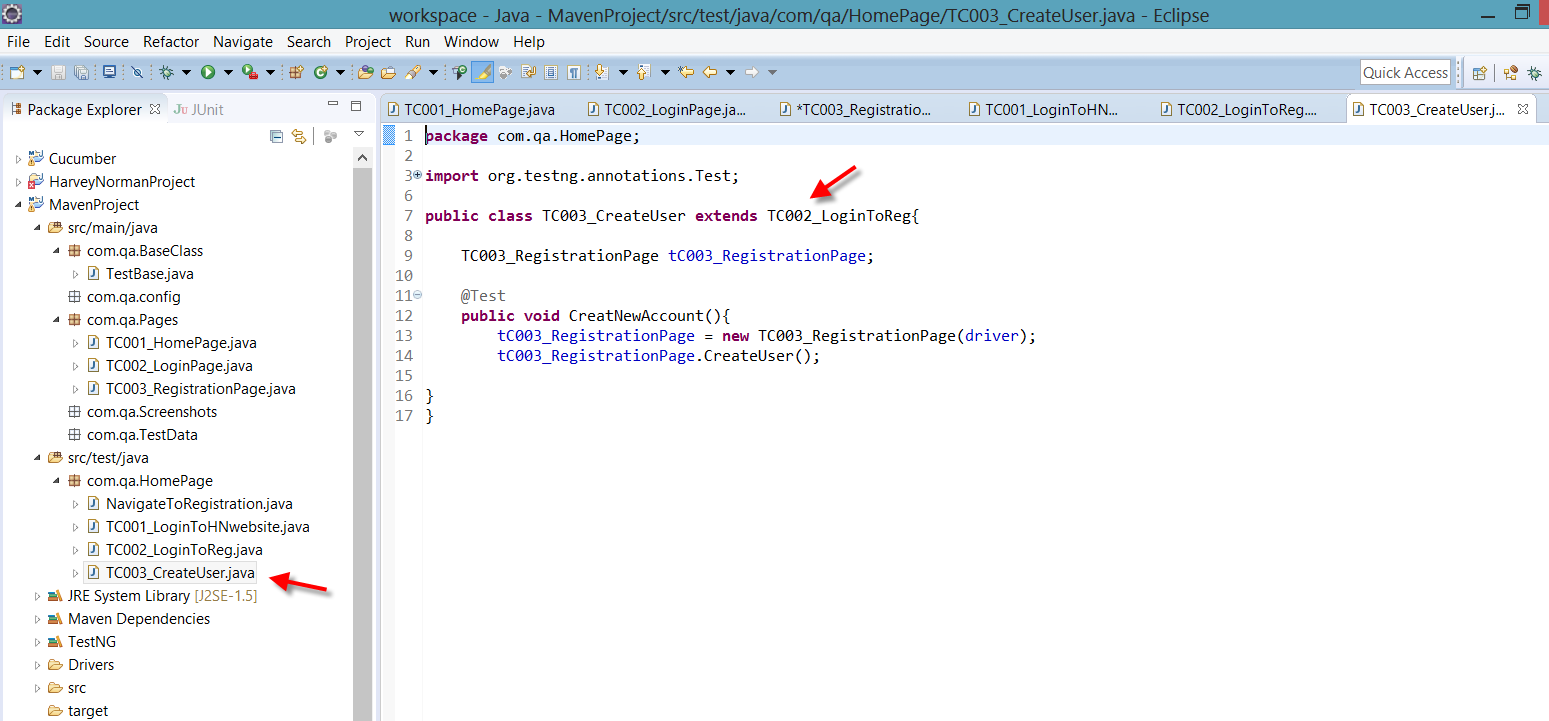 workspace - Java - MavenProject/src/test/java/com/qa/HomePage/TC003_CreateUser.java - Eclipse
File Edit Source Refactor Navigate Search Project Run Window Help
Quick Access
Package Explorer JUnit
Cucumber
HarveyNormanProject
MavenProject
src/main/java
com.qa.BaseClass
TestBase.java
com.qa.config
com.qa.Pages
TC001_HomePage.java
TC002_LoginPage.java
TC003_RegistrationPage.java
com.qa.Screenshots
com.qa.TestData
src/test/java
com.qa.HomePage
NavigateToRegistration.java
TC001_LoginToHNwebsite.java
TC002_LoginToReg.java
TC003_CreateUser.java
JRE System Library [J2SE-1.5]
Maven Dependencies
TestNG
Drivers
src
target
TC001_HomePage.java TC002_LoginPage.ja... *TC003_Registratio... TC001_LoginToHN... TC002_LoginToReg.... TC003_CreateUser.j...
1 package com.qa.HomePage;
2
3 import org.testng.annotations.Test;
6
7 public class TC003_CreateUser extends TC002_LoginToReg{
8
9 TC003_RegistrationPage tC003_RegistrationPage;
10
11 @Test
12 public void CreatNewAccount(){
13 tC003_RegistrationPage = new TC003_RegistrationPage(driver);
14 tC003_RegistrationPage.CreateUser();
15
16 }
17 }